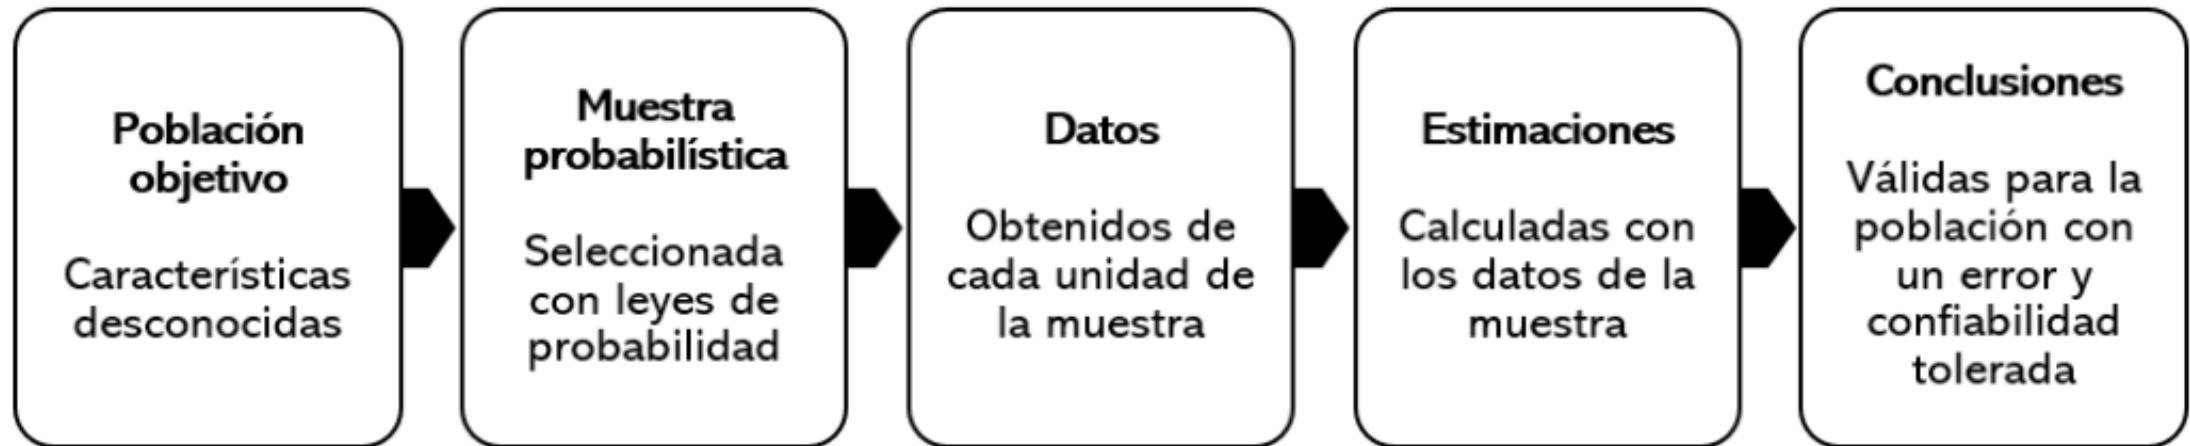 Población
objetivo
Características
desconocidas
Muestra
probabilística
Seleccionada
con leyes de
probabilidad
Datos
Obtenidos de
cada unidad de
la muestra
Estimaciones
Calculadas con
los datos de la
muestra
Conclusiones
Válidas para la
población con
un error y
confiabilidad
tolerada